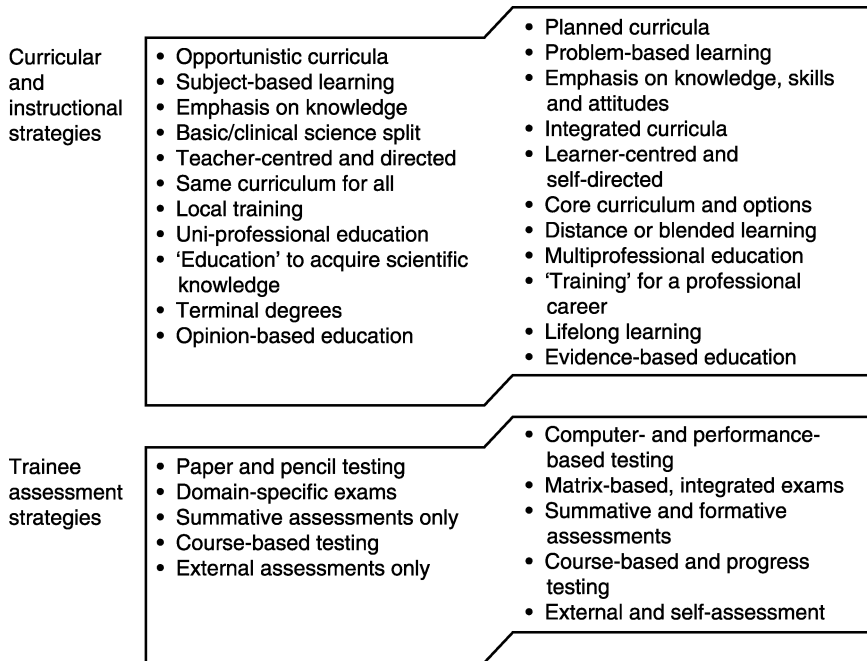 Curricular
and
instructional
strategies
• Opportunistic curricula
• Subject-based learning
• Emphasis on knowledge
• Basic/clinical science split
• Teacher-centred and directed
• Same curriculum for all
• Local training
• Uni-professional education
• ‘Education’ to acquire scientific
knowledge
• Terminal degrees
• Opinion-based education
• Planned curricula
• Problem-based learning
• Emphasis on knowledge, skills
and attitudes
• Integrated curricula
• Learner-centred and
self-directed
• Core curriculum and options
• Distance or blended learning
• Multiprofessional education
• ‘Training’ for a professional
career
• Lifelong learning
• Evidence-based education
Trainee
assessment
strategies
• Paper and pencil testing
• Domain-specific exams
• Summative assessments only
• Course-based testing
• External assessments only
• Computer- and performance-
based testing
• Matrix-based, integrated exams
• Summative and formative
assessments
• Course-based and progress
testing
• External and self-assessment